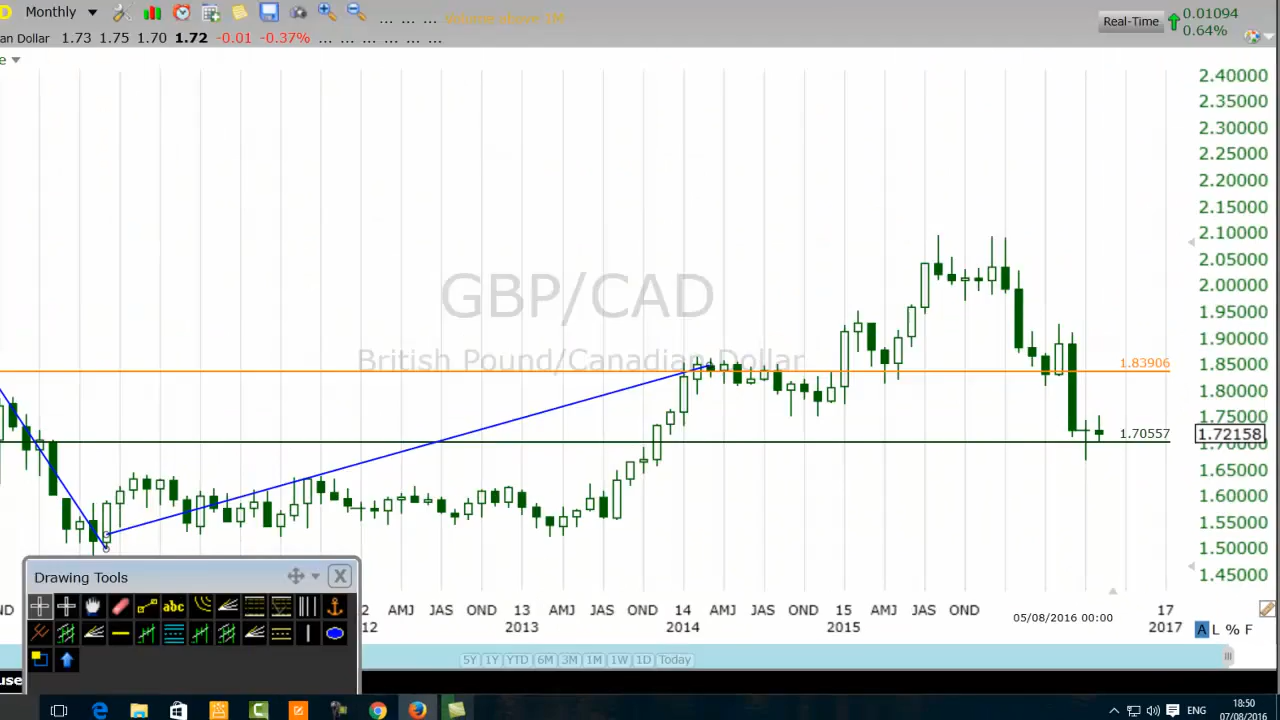 D Monthly
... ... ...
Volume above 1M
Real-Time
0.01094
0.64%
an Dollar 1.73 1.75 1.70 1.72 -0.01 -0.37% ... ... ... ... ... ...
e
2.40000
2.35000
2.30000
2.25000
2.20000
2.15000
2.10000
2.05000
2.00000
1.95000
1.90000
1.85000
1.80000
1.75000
1.70000
1.65000
1.60000
1.55000
1.50000
1.45000
GBP/CAD
British Pound/Canadian Dollar
1.83906
1.70557
1.72158
Drawing Tools
abc
ND 2 AMJ JAS OND 13 AMJ JAS OND 14 AMJ JAS OND 15 AMJ JAS OND 17
05/08/2016 00:00
012 2013 2014 2015 2017
A L % F
5Y 1Y YTD 6M 3M 1M 1W 1D Today
use
ENG
18:50
07/08/2016